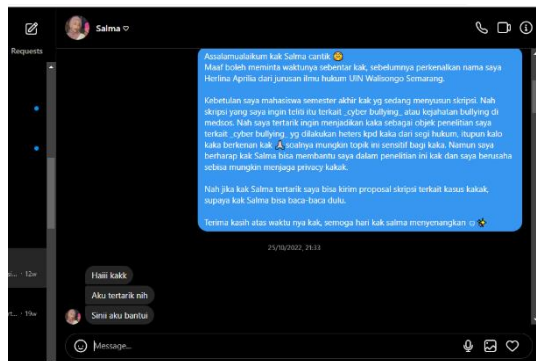 Salma
Requests
Assalamualaikum kak Salma cantik
Maaf boleh meminta waktunya sebentar kak, sebelumnya perkenalkan nama saya
Herlina Aprilia dari jurusan ilmu hukum UIN Walisongo Semarang.
Kebetulan saya mahasiswa semester akhir kak yg sedang menyusun skripsi. Nah
skripsi yang saya ingin teliti itu terkait _cyber bullying_ atau kejahatan bullying di
medsos. Nah saya tertarik ingin menjadikan kaka sebagai objek penelitian saya
terkait _cyber bullying_ yg dilakukan heters kpd kaka dari segi hukum, itupun kalo
kaka berkenan kak 🙏 soalnya mungkin topik ini sensitif bagi kaka. Namun saya
berharap kak Salma bisa membantu saya dalam penelitian ini kak dan saya berusaha
sebisa mungkin menjaga privacy kakak.
Nah jika kak Salma tertarik saya bisa kirim proposal skripsi terkait kasus kakak,
supaya kak Salma bisa baca-baca dulu.
Terima kasih atas waktu nya kak, semoga hari kak salma menyenangkan
25/10/2022, 21:33
Haiii kakk
Aku tertarik nih
Sinii aku bantui
· 12w
· 19w
Message...